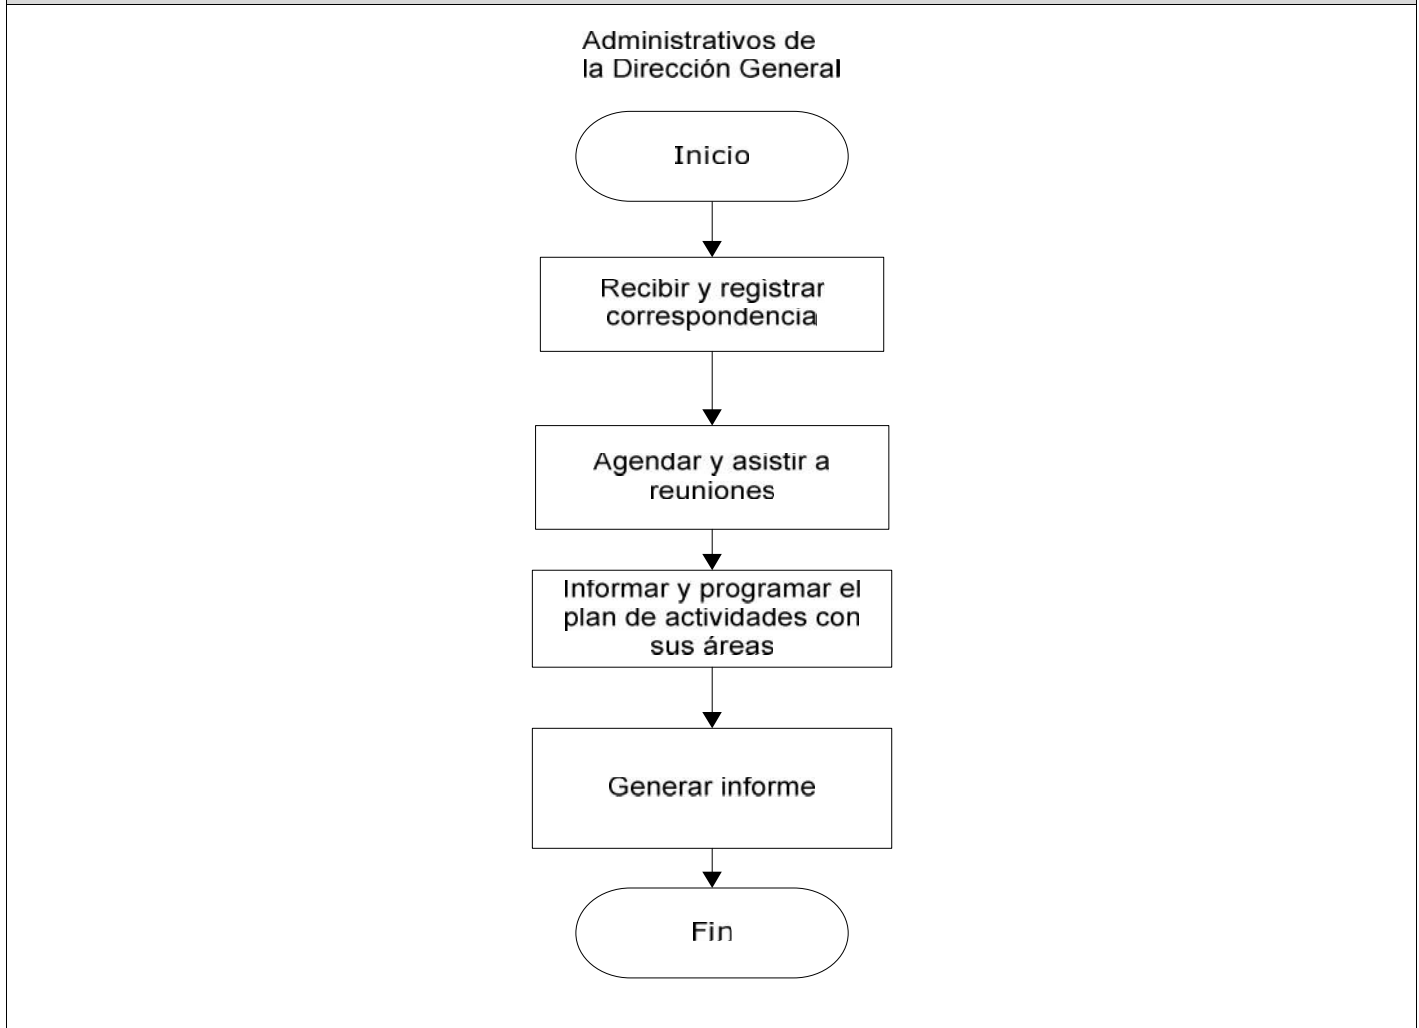 Administrativos de
la Dirección General
Inicio
Recibir y registrar
correspondencia
Agendar y asistir a
reuniones
Informar y programar el
plan de actividades con
sus áreas
Generar informe
Fin